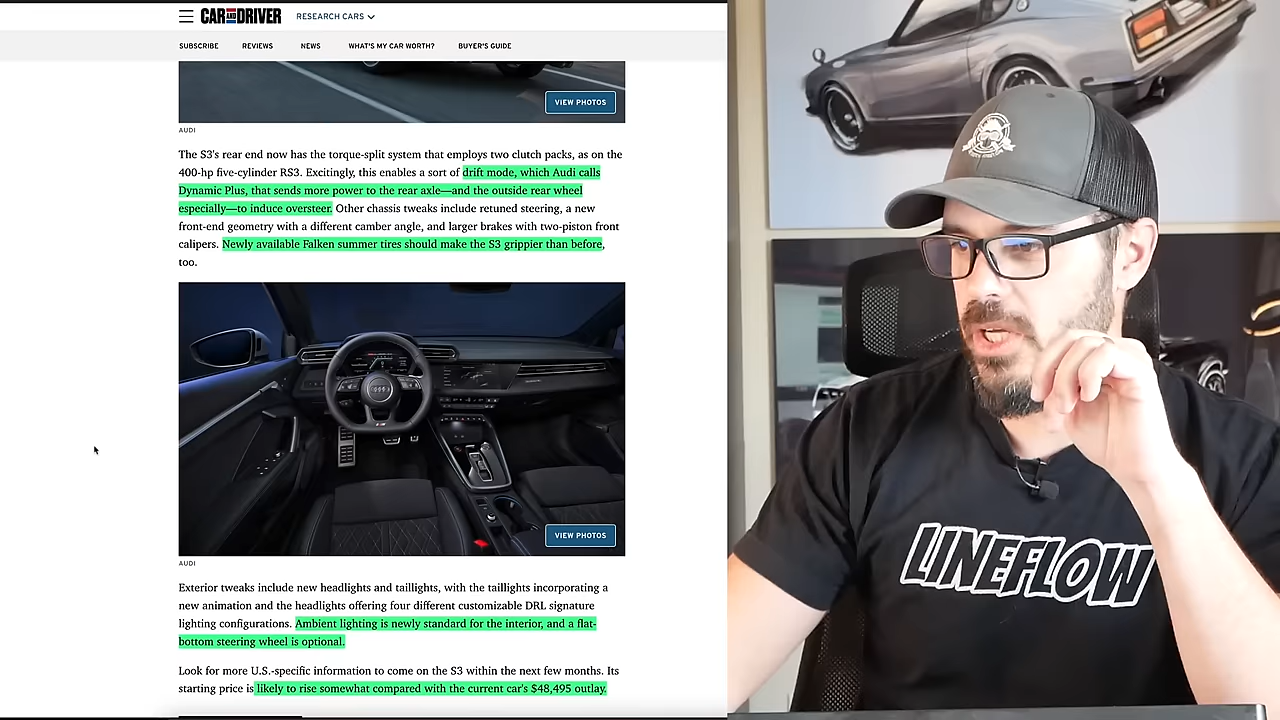 CAR AND DRIVER
RESEARCH CARS
SUBSCRIBE
REVIEWS
NEWS
WHAT'S MY CAR WORTH?
BUYER'S GUIDE
VIEW PHOTOS
AUDI
The S3's rear end now has the torque-split system that employs two clutch packs, as on the
400-hp five-cylinder RS3. Excitingly, this enables a sort of drift mode, which Audi calls
Dynamic Plus, that sends more power to the rear axle—and the outside rear wheel
especially—to induce oversteer. Other chassis tweaks include retuned steering, a new
front-end geometry with a different camber angle, and larger brakes with two-piston front
calipers. Newly available Falken summer tires should make the S3 grippier than before,
too.
VIEW PHOTOS
AUDI
Exterior tweaks include new headlights and taillights, with the taillights incorporating a
new animation and the headlights offering four different customizable DRL signature
lighting configurations. Ambient lighting is newly standard for the interior, and a flat-
bottom steering wheel is optional.
Look for more U.S.-specific information to come on the S3 within the next few months. Its
starting price is likely to rise somewhat compared with the current car's $48,495 outlay.
LINEFLOW